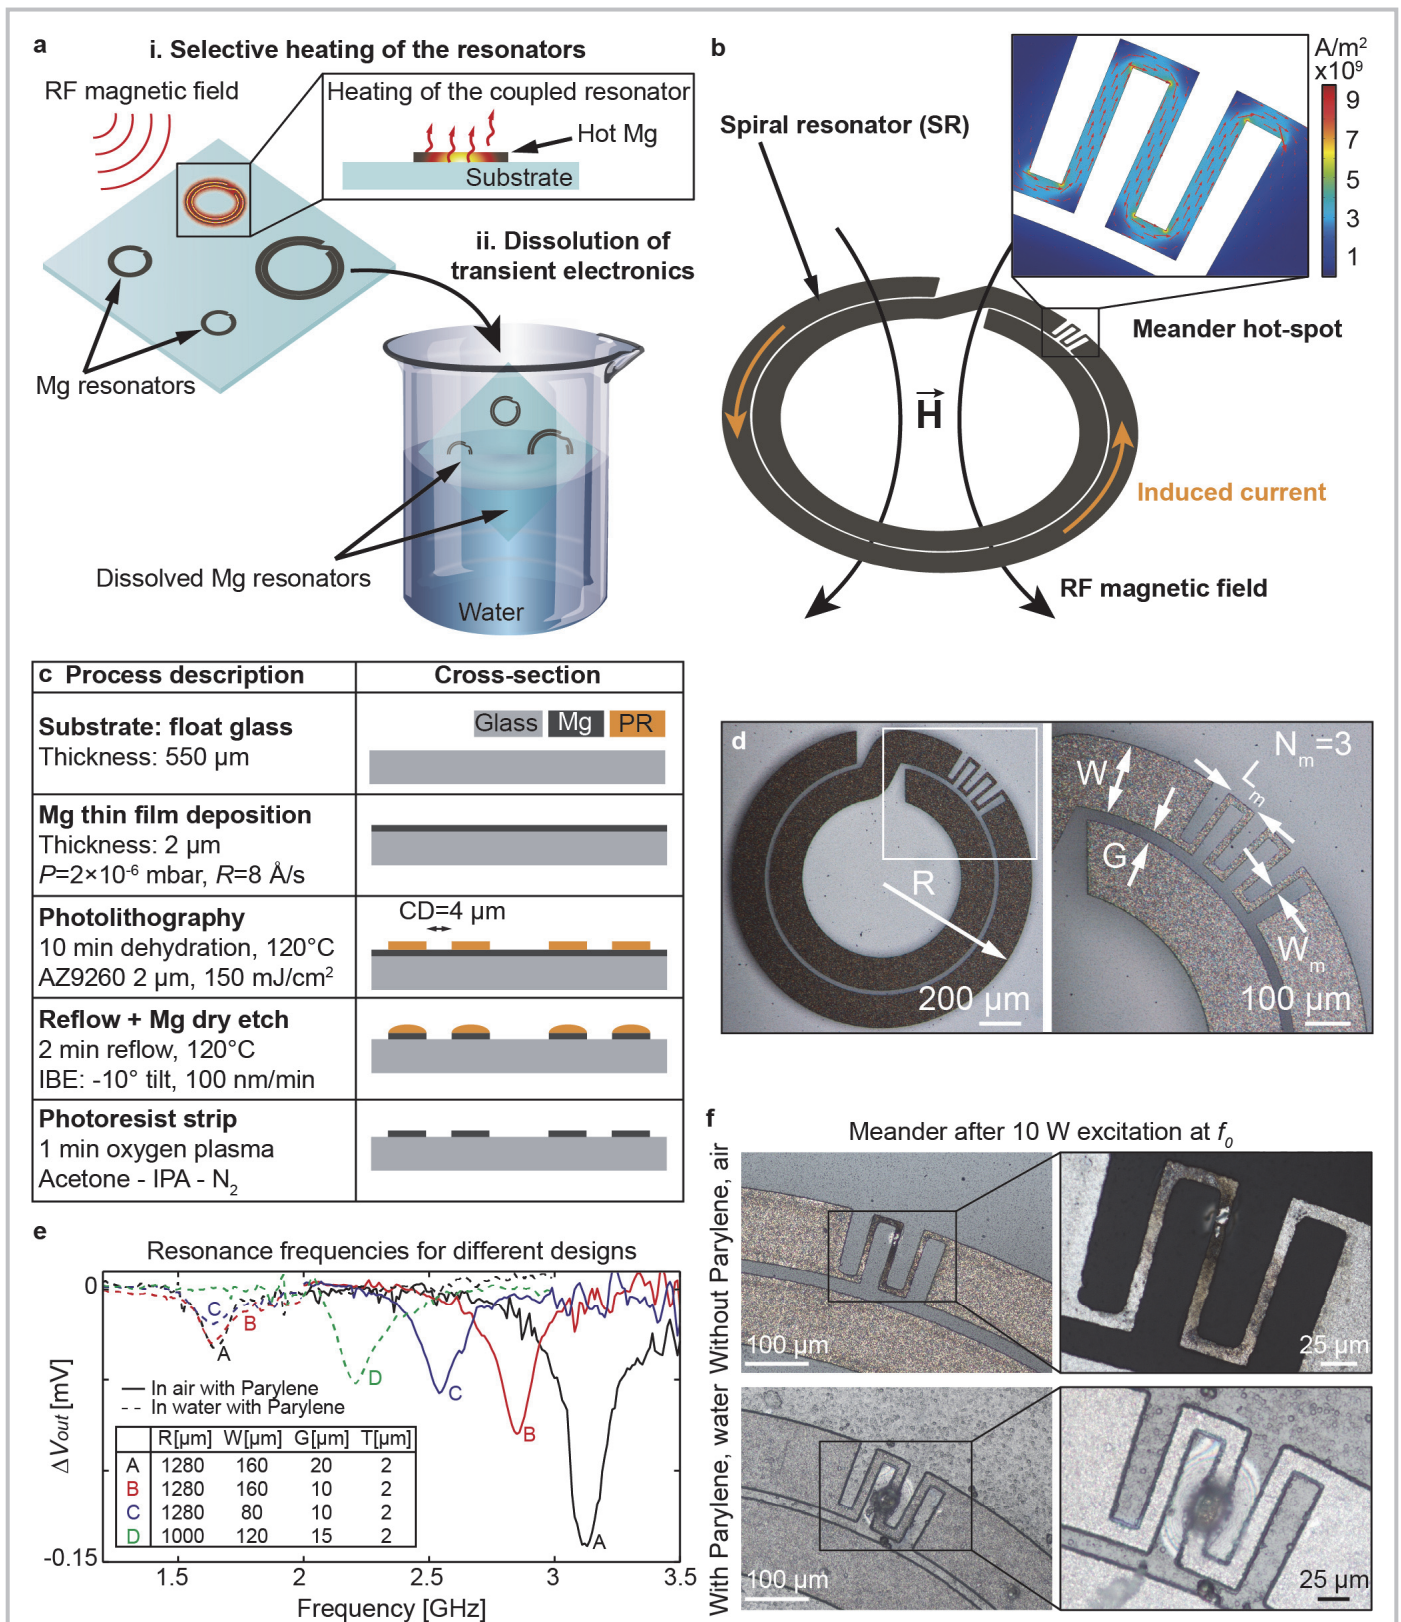 a
i. Selective heating of the resonators
RF magnetic field
Heating of the coupled resonator
Hot Mg
Substrate
ii. Dissolution of
transient electronics
Mg resonators
Dissolved Mg resonators
Water
b
Spiral resonator (SR)
A/m²
x10⁹
9
7
5
3
1
Meander hot-spot
H
Induced current
RF magnetic field
c Process description
Cross-section
Substrate: float glass
Thickness: 550 µm
Glass
Mg
PR
Mg thin film deposition
Thickness: 2 µm
P=2×10⁻⁶ mbar, R=8 Å/s
Photolithography
10 min dehydration, 120°C
AZ9260 2 µm, 150 mJ/cm²
CD=4 µm
Reflow + Mg dry etch
2 min reflow, 120°C
IBE: -10° tilt, 100 nm/min
Photoresist strip
1 min oxygen plasma
Acetone - IPA - N₂
d
R
200 µm
Nₘ=3
W
Lₘ
G
Wₘ
100 µm
e
Resonance frequencies for different designs
0
-0.15
ΔVout [mV]
C
B
A
D
C
B
A
In air with Parylene
In water with Parylene
R[µm] W[µm] G[µm] T[µm]
A 1280 160 20 2
B 1280 160 10 2
C 1280 80 10 2
D 1000 120 15 2
1.5 2 2.5 3 3.5
Frequency [GHz]
f
Meander after 10 W excitation at f₀
Without Parylene, air
100 µm
25 µm
With Parylene, water
100 µm
25 µm